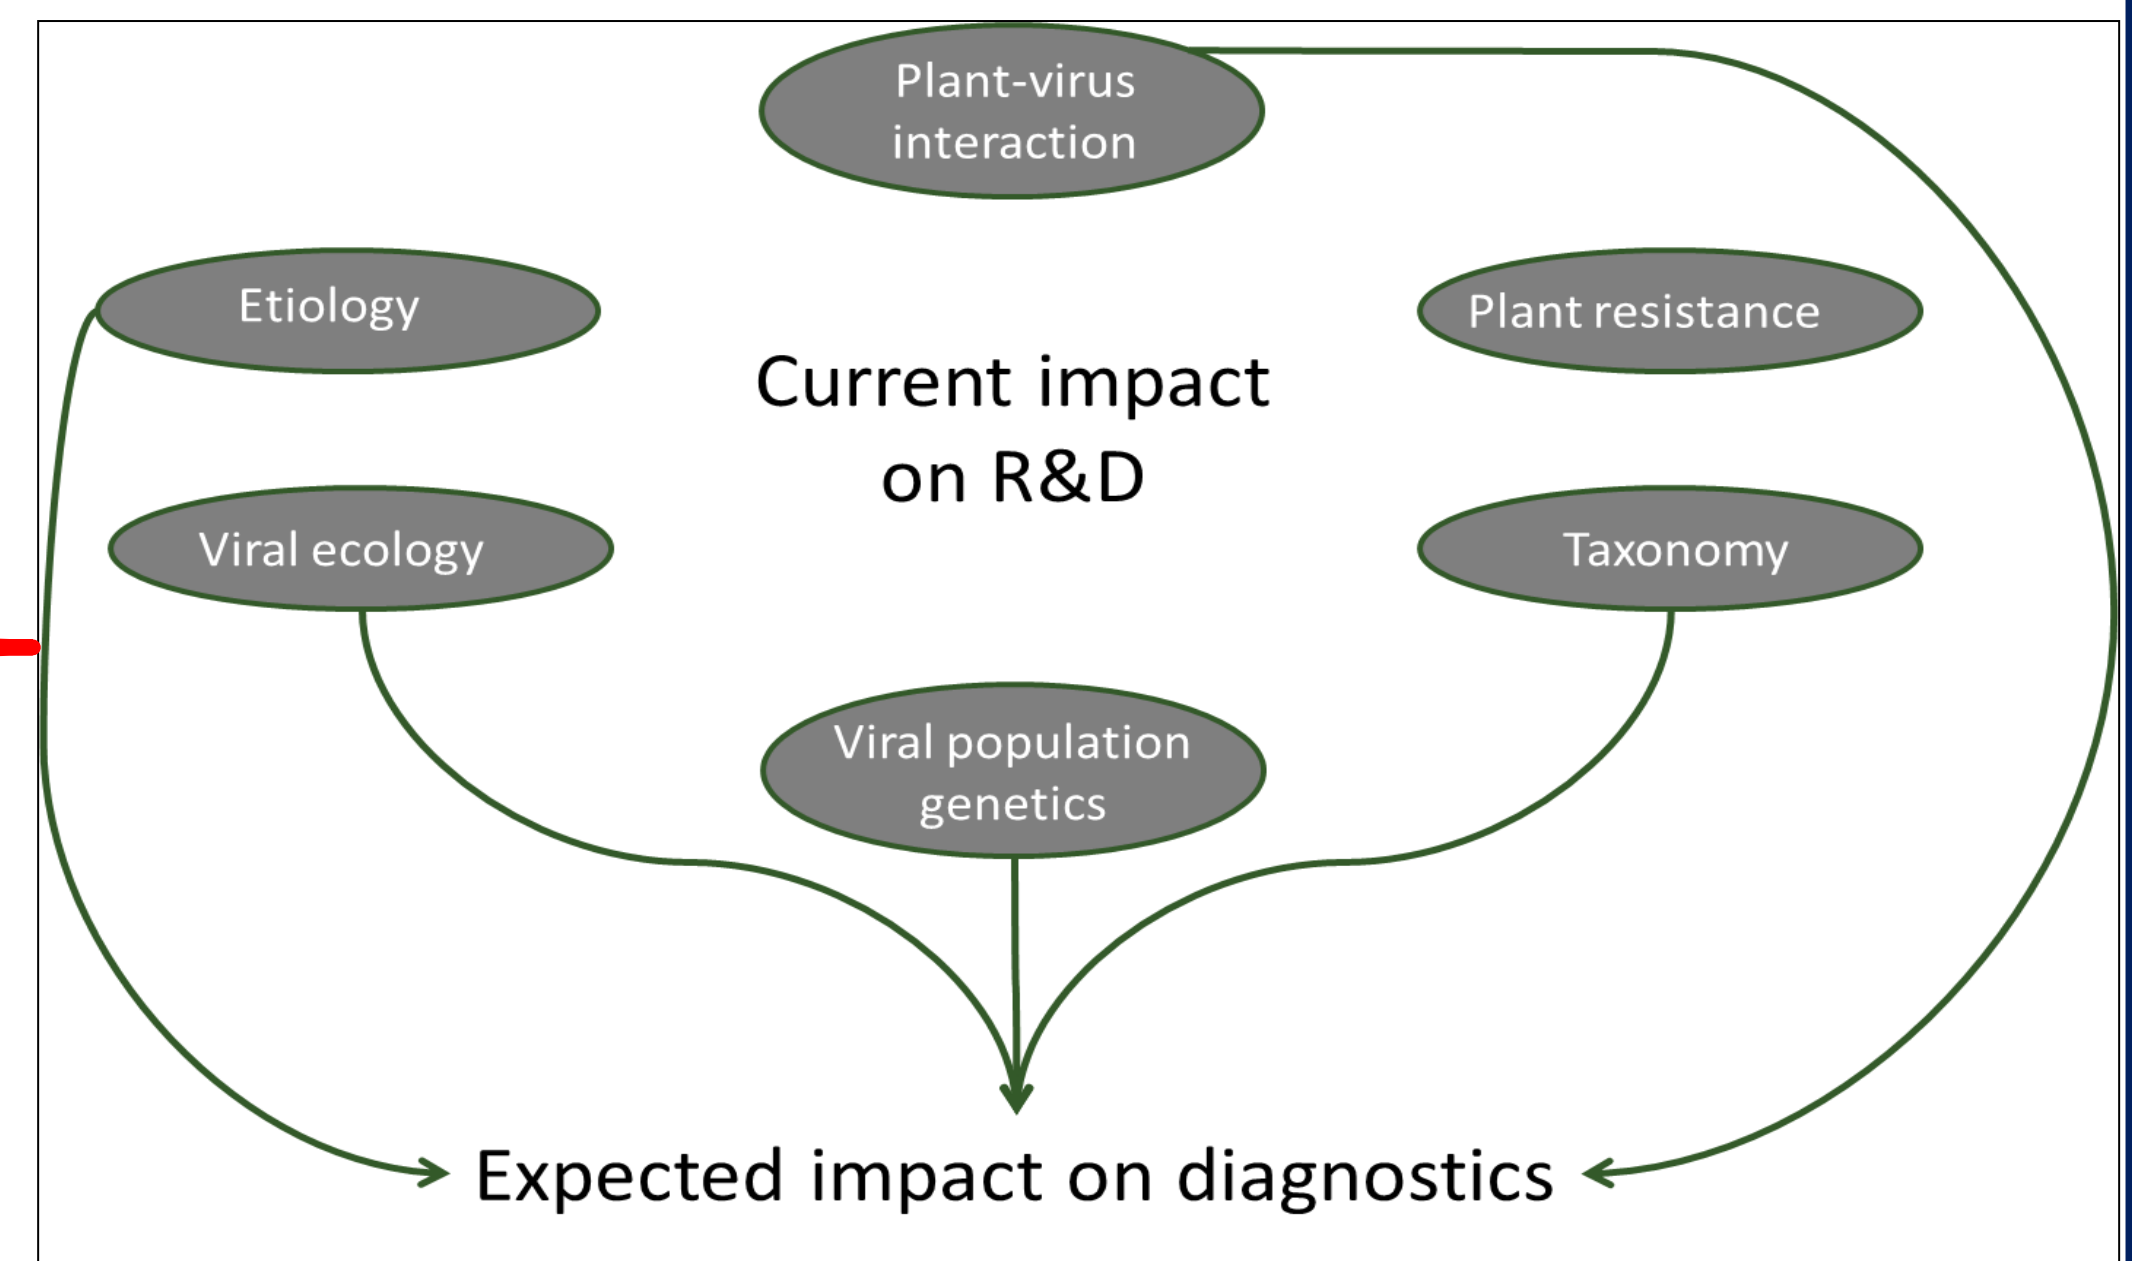 Plant-virus
interaction
Etiology
Plant resistance
Current impact
on R&D
Viral ecology
Taxonomy
Viral population
genetics
Expected impact on diagnostics